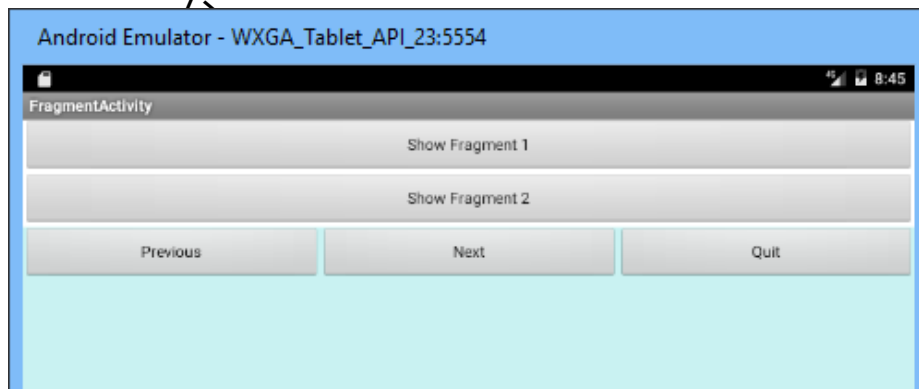 Android Emulator - WXGA_Tablet_API_23:5554
8:45
FragmentActivity
Show Fragment 1
Show Fragment 2
Previous Next Quit